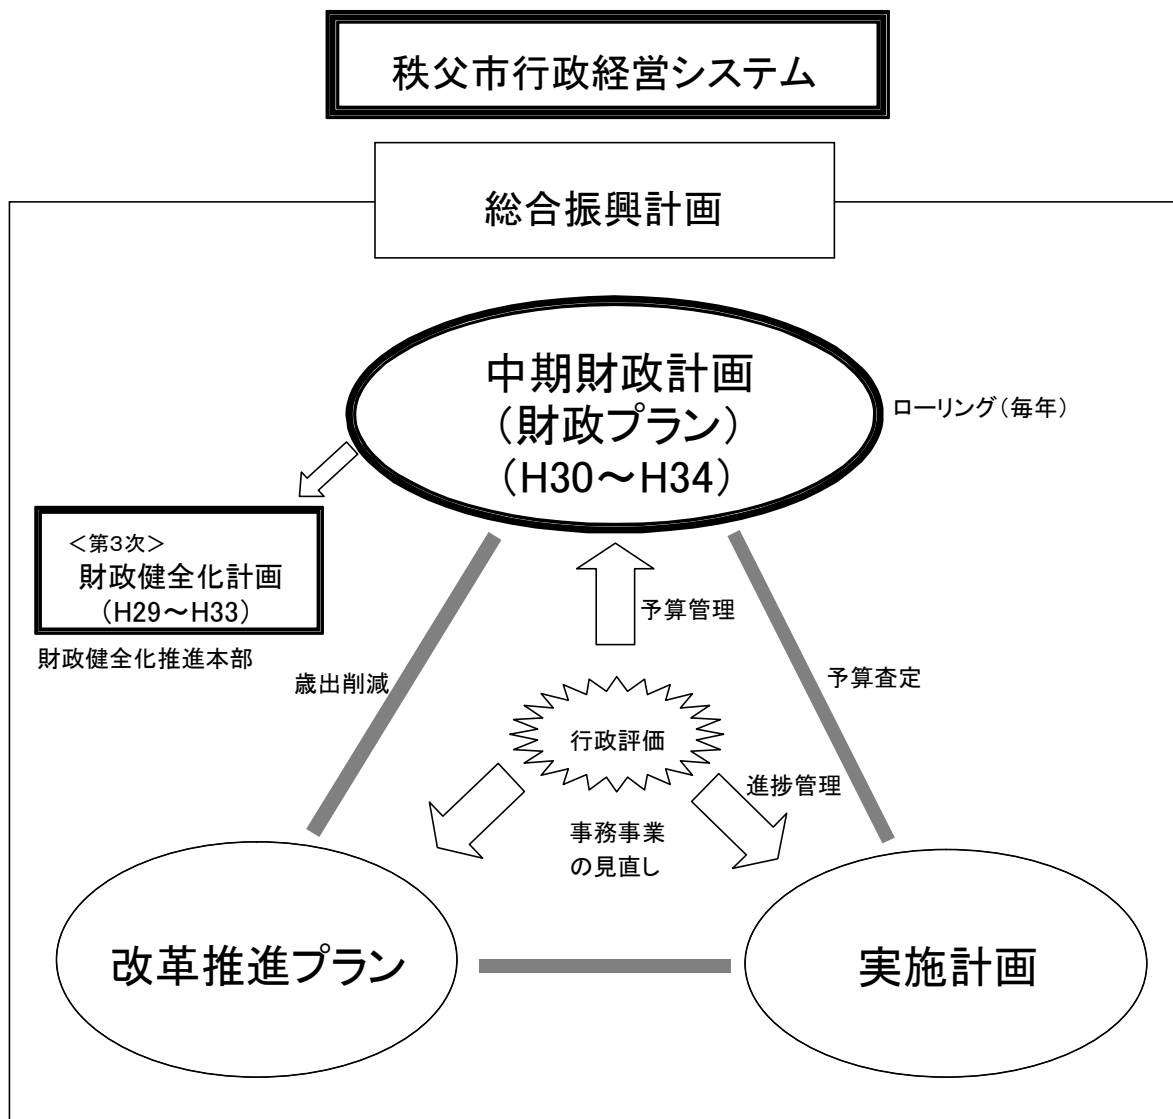 秩父市行政経営システム
総合振興計画
中期財政計画
（財政プラン）
（H30～H34）
ローリング（毎年）
＜第3次＞
財政健全化計画
（H29～H33）
財政健全化推進本部
予算管理
歳出削減
予算査定
行政評価
進捗管理
事務事業
の見直し
改革推進プラン
実施計画